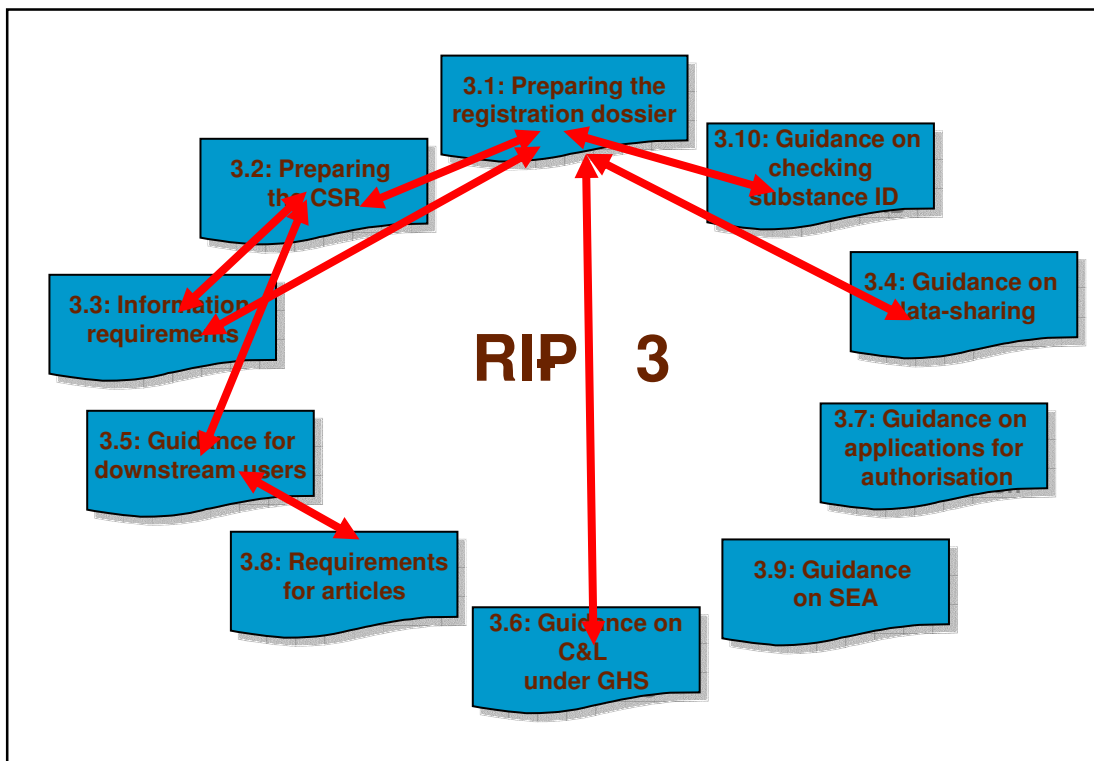 3.1: Preparing the
registration dossier
3.10: Guidance on
checking
substance ID
3.2: Preparing
the CSR
3.3: Information
requirements
3.4: Guidance on
data-sharing
RIP 3
3.5: Guidance for
downstream users
3.7: Guidance on
applications for
authorisation
3.8: Requirements
for articles
3.9: Guidance
on SEA
3.6: Guidance on
C&L
under GHS